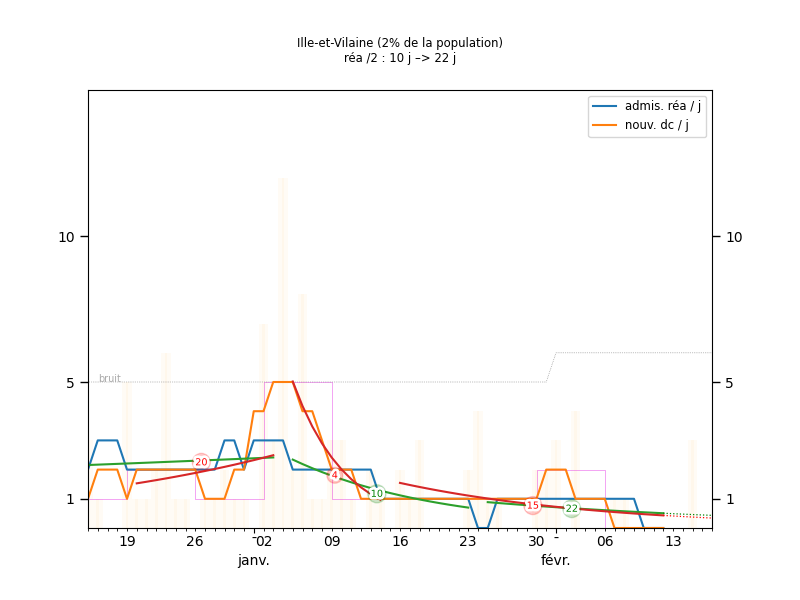 Ille-et-Vilaine (2% de la population)
réa /2 : 10 j –> 22 j
admis. réa / j
nouv. dc / j
10
10
bruit
5
5
20
4
10
15
22
1
1
19
26
02
09
16
23
30
06
13
janv.
févr.